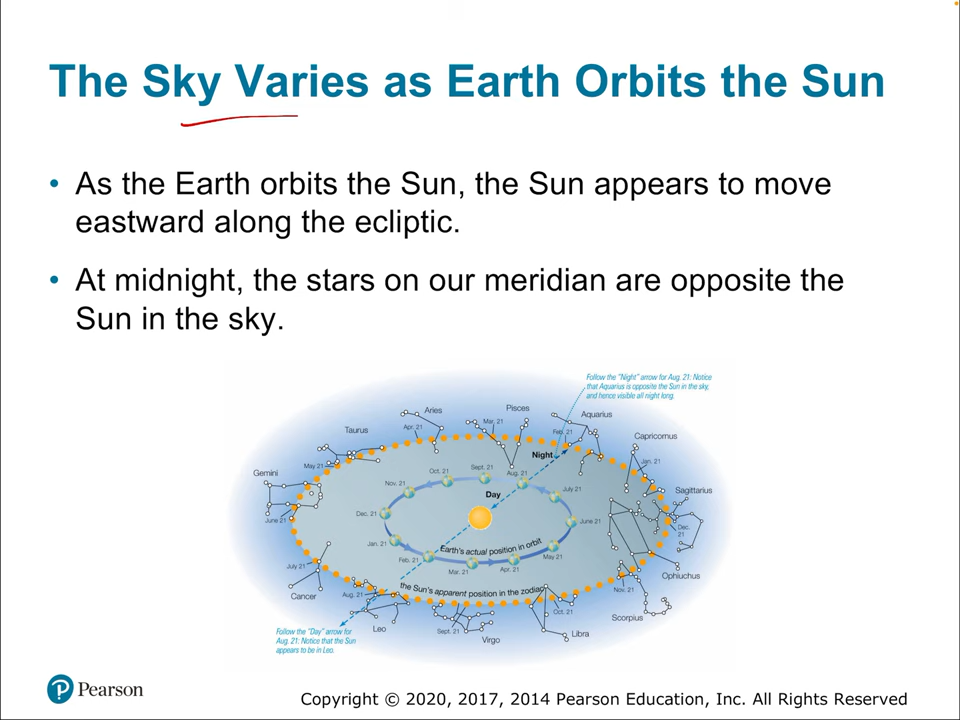 The Sky Varies as Earth Orbits the Sun
• As the Earth orbits the Sun, the Sun appears to move
eastward along the ecliptic.
• At midnight, the stars on our meridian are opposite the
Sun in the sky.
Follow the "Night" arrow for Aug. 21: Notice
that Aquarius is opposite the Sun in the sky,
and hence visible all night long.
Aries
Pisces
Aquarius
Taurus
Apr. 21
Mar. 21
Feb. 21
Capricornus
Night
Gemini
May 21
Jan. 21
Oct. 21
Sept. 21
Aug. 21
Nov. 21
July 21
Sagittarius
Day
Dec. 21
June 21
June 21
Dec.
21
Jan. 21
Earth's actual position in orbit
Feb. 21
May 21
Mar. 21
Apr. 21
July 21
Ophiuchus
the Sun's apparent position in the zodiac
Cancer
Aug. 21
Nov. 21
Oct. 21
Scorpius
Leo
Sept. 21
Virgo
Libra
Follow the "Day" arrow for
Aug. 21: Notice that the Sun
appears to be in Leo.
P Pearson
Copyright © 2020, 2017, 2014 Pearson Education, Inc. All Rights Reserved